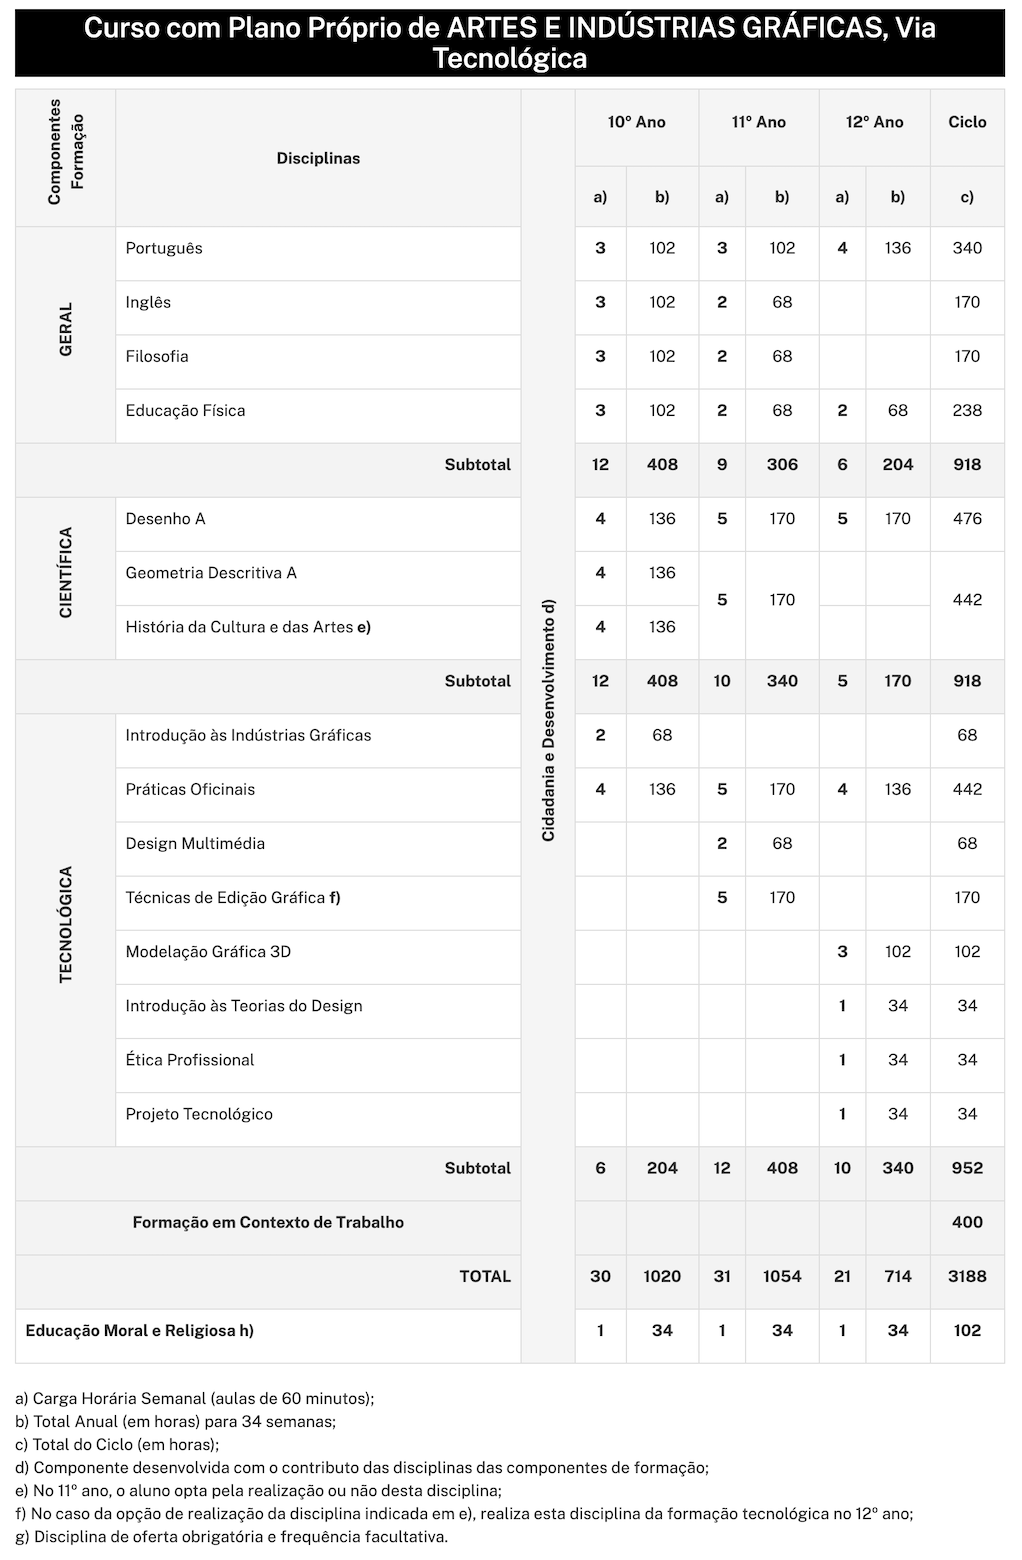 Curso com Plano Próprio de ARTES E INDÚSTRIAS GRÁFICAS, Via
Tecnológica
Componentes
Formação
Disciplinas
Cidadania e Desenvolvimento d)
10º Ano 11º Ano 12º Ano Ciclo
a) b) a) b) a) b) c)
GERAL
Português 3 102 3 102 4 136 340
Inglês 3 102 2 68 170
Filosofia 3 102 2 68 170
Educação Física 3 102 2 68 2 68 238
Subtotal 12 408 9 306 6 204 918
CIENTÍFICA
Desenho A 4 136 5 170 5 170 476
Geometria Descritiva A 4 136
5 170 442
História da Cultura e das Artes e) 4 136
Subtotal 12 408 10 340 5 170 918
TECNOLÓGICA
Introdução às Indústrias Gráficas 2 68 68
Práticas Oficinais 4 136 5 170 4 136 442
Design Multimédia 2 68 68
Técnicas de Edição Gráfica f) 5 170 170
Modelação Gráfica 3D 3 102 102
Introdução às Teorias do Design 1 34 34
Ética Profissional 1 34 34
Projeto Tecnológico 1 34 34
Subtotal 6 204 12 408 10 340 952
Formação em Contexto de Trabalho 400
TOTAL 30 1020 31 1054 21 714 3188
Educação Moral e Religiosa h) 1 34 1 34 1 34 102
a) Carga Horária Semanal (aulas de 60 minutos);
b) Total Anual (em horas) para 34 semanas;
c) Total do Ciclo (em horas);
d) Componente desenvolvida com o contributo das disciplinas das componentes de formação;
e) No 11º ano, o aluno opta pela realização ou não desta disciplina;
f) No caso da opção de realização da disciplina indicada em e), realiza esta disciplina da formação tecnológica no 12º ano;
g) Disciplina de oferta obrigatória e frequência facultativa.